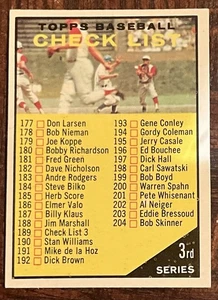 TOPPS BASEBALL
CHECK LIST
177 Don Larsen
178 Bob Nieman
179 Joe Koppe
180 Bobby Richardson
181 Fred Green
182 Dave Nicholson
183 Andre Rodgers
184 Steve Bilko
185 Herb Score
186 Elmer Valo
187 Billy Klaus
188 Jim Marshall
189 Check List 3
190 Stan Williams
191 Mike de la Hoz
192 Dick Brown
193 Gene Conley
194 Gordy Coleman
195 Jerry Casale
196 Ed Bouchee
197 Dick Hall
198 Carl Sawatski
199 Bob Boyd
200 Warren Spahn
201 Pete Whisenant
202 Al Neiger
203 Eddie Bressoud
204 Bob Skinner
3rd
SERIES